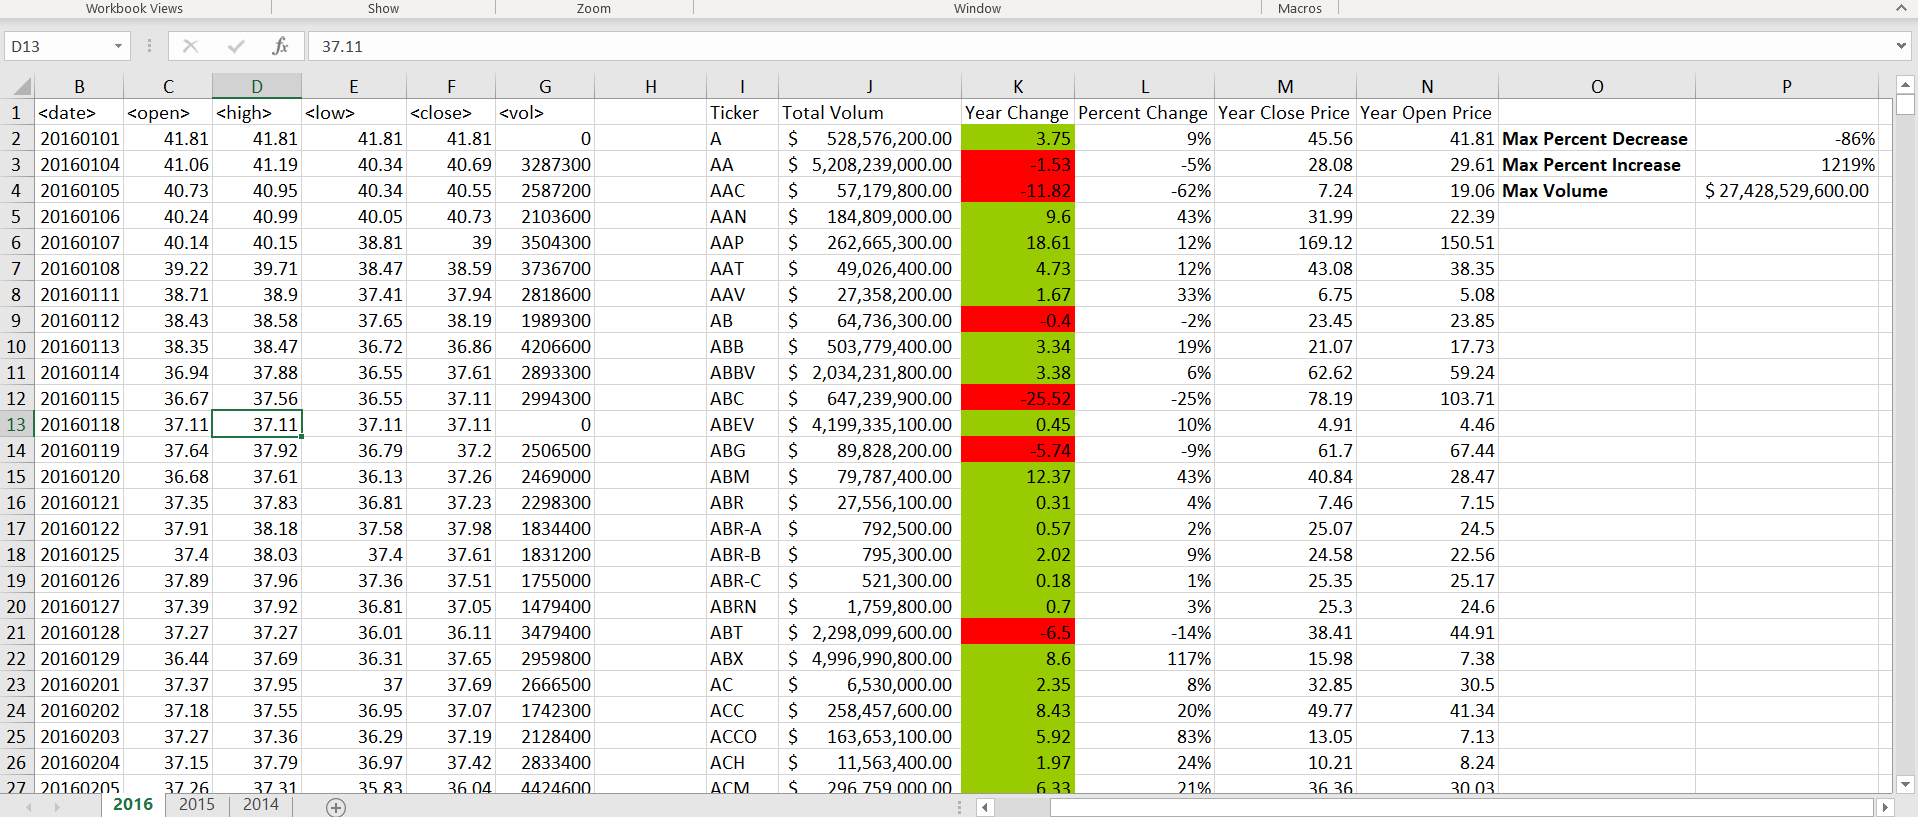 Workbook Views Show Zoom Window Macros
D13 fx 37.11
B C D E F G H I J K L M N O P
1 <date> <open> <high> <low> <close> <vol> Ticker Total Volum Year Change Percent Change Year Close Price Year Open Price
2 20160101 41.81 41.81 41.81 41.81 0 A $ 528,576,200.00 3.75 9% 45.56 41.81 Max Percent Decrease -86%
3 20160104 41.06 41.19 40.34 40.69 3287300 AA $ 5,208,239,000.00 -1.53 -5% 28.08 29.61 Max Percent Increase 1219%
4 20160105 40.73 40.95 40.34 40.55 2587200 AAC $ 57,179,800.00 -11.82 -62% 7.24 19.06 Max Volume $ 27,428,529,600.00
5 20160106 40.24 40.99 40.05 40.73 2103600 AAN $ 184,809,000.00 9.6 43% 31.99 22.39
6 20160107 40.14 40.15 38.81 39 3504300 AAP $ 262,665,300.00 18.61 12% 169.12 150.51
7 20160108 39.22 39.71 38.47 38.59 3736700 AAT $ 49,026,400.00 4.73 12% 43.08 38.35
8 20160111 38.71 38.9 37.41 37.94 2818600 AAV $ 27,358,200.00 1.67 33% 6.75 5.08
9 20160112 38.43 38.58 37.65 38.19 1989300 AB $ 64,736,300.00 -0.4 -2% 23.45 23.85
10 20160113 38.35 38.47 36.72 36.86 4206600 ABB $ 503,779,400.00 3.34 19% 21.07 17.73
11 20160114 36.94 37.88 36.55 37.61 2893300 ABBV $ 2,034,231,800.00 3.38 6% 62.62 59.24
12 20160115 36.67 37.56 36.55 37.11 2994300 ABC $ 647,239,900.00 -25.52 -25% 78.19 103.71
13 20160118 37.11 37.11 37.11 37.11 0 ABEV $ 4,199,335,100.00 0.45 10% 4.91 4.46
14 20160119 37.64 37.92 36.79 37.2 2506500 ABG $ 89,828,200.00 -5.74 -9% 61.7 67.44
15 20160120 36.68 37.61 36.13 37.26 2469000 ABM $ 79,787,400.00 12.37 43% 40.84 28.47
16 20160121 37.35 37.83 36.81 37.23 2298300 ABR $ 27,556,100.00 0.31 4% 7.46 7.15
17 20160122 37.91 38.18 37.58 37.98 1834400 ABR-A $ 792,500.00 0.57 2% 25.07 24.5
18 20160125 37.4 38.03 37.4 37.61 1831200 ABR-B $ 795,300.00 2.02 9% 24.58 22.56
19 20160126 37.89 37.96 37.36 37.51 1755000 ABR-C $ 521,300.00 0.18 1% 25.35 25.17
20 20160127 37.39 37.92 36.81 37.05 1479400 ABRN $ 1,759,800.00 0.7 3% 25.3 24.6
21 20160128 37.27 37.27 36.01 36.11 3479400 ABT $ 2,298,099,600.00 -6.5 -14% 38.41 44.91
22 20160129 36.44 37.69 36.31 37.65 2959800 ABX $ 4,996,990,800.00 8.6 117% 15.98 7.38
23 20160201 37.37 37.95 37 37.69 2666500 AC $ 6,530,000.00 2.35 8% 32.85 30.5
24 20160202 37.18 37.55 36.95 37.07 1742300 ACC $ 258,457,600.00 8.43 20% 49.77 41.34
25 20160203 37.27 37.36 36.29 37.19 2128400 ACCO $ 163,653,100.00 5.92 83% 13.05 7.13
26 20160204 37.15 37.79 36.97 37.42 2833400 ACH $ 11,563,400.00 1.97 24% 10.21 8.24
27 20160205 37.26 37.31 35.83 36.04 4424600 ACM $ 296,759,000.00 6.33 21% 36.36 30.03
2016 2015 2014